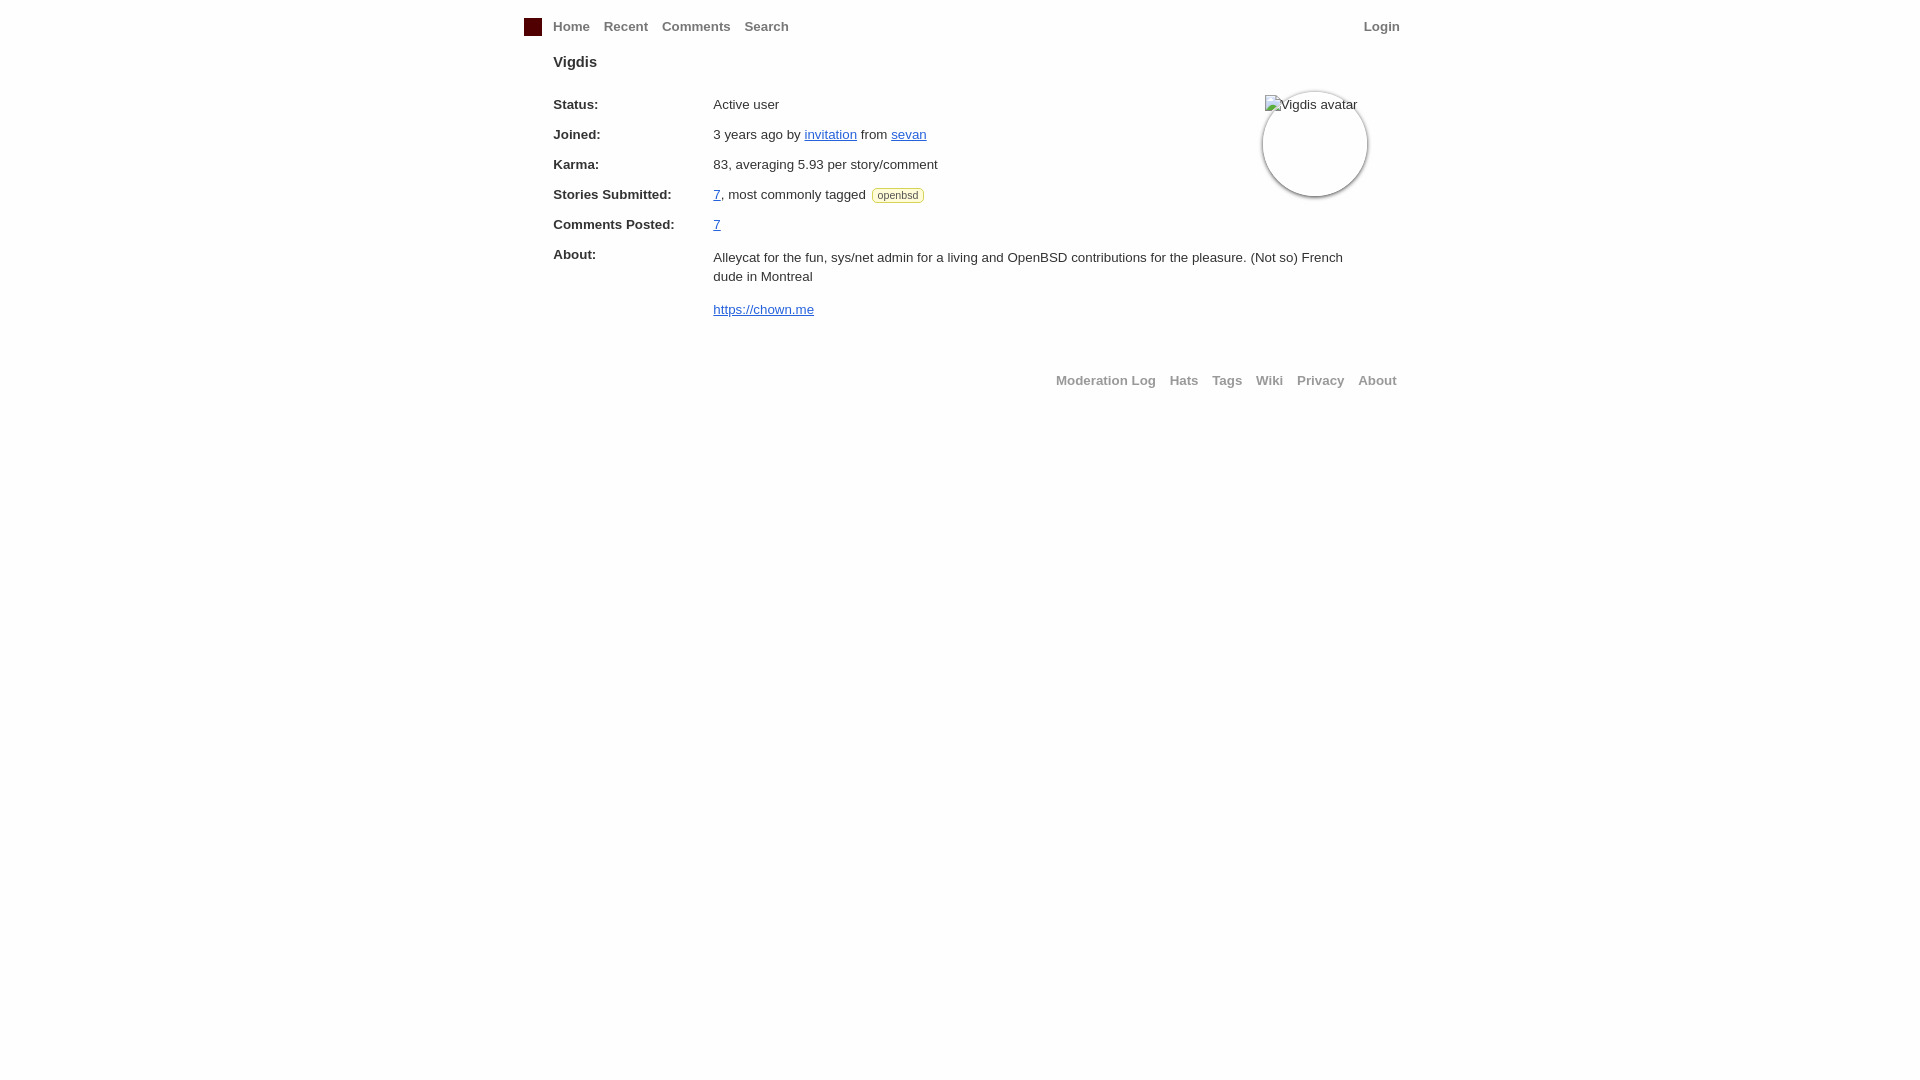 Home Recent Comments Search Login
Vigdis
Status: Active user
Vigdis avatar
Joined: 3 years ago by invitation from sevan
Karma: 83, averaging 5.93 per story/comment
Stories Submitted: 7, most commonly tagged openbsd
Comments Posted: 7
About: Alleycat for the fun, sys/net admin for a living and OpenBSD contributions for the pleasure. (Not so) French
dude in Montreal
https://chown.me
Moderation Log Hats Tags Wiki Privacy About